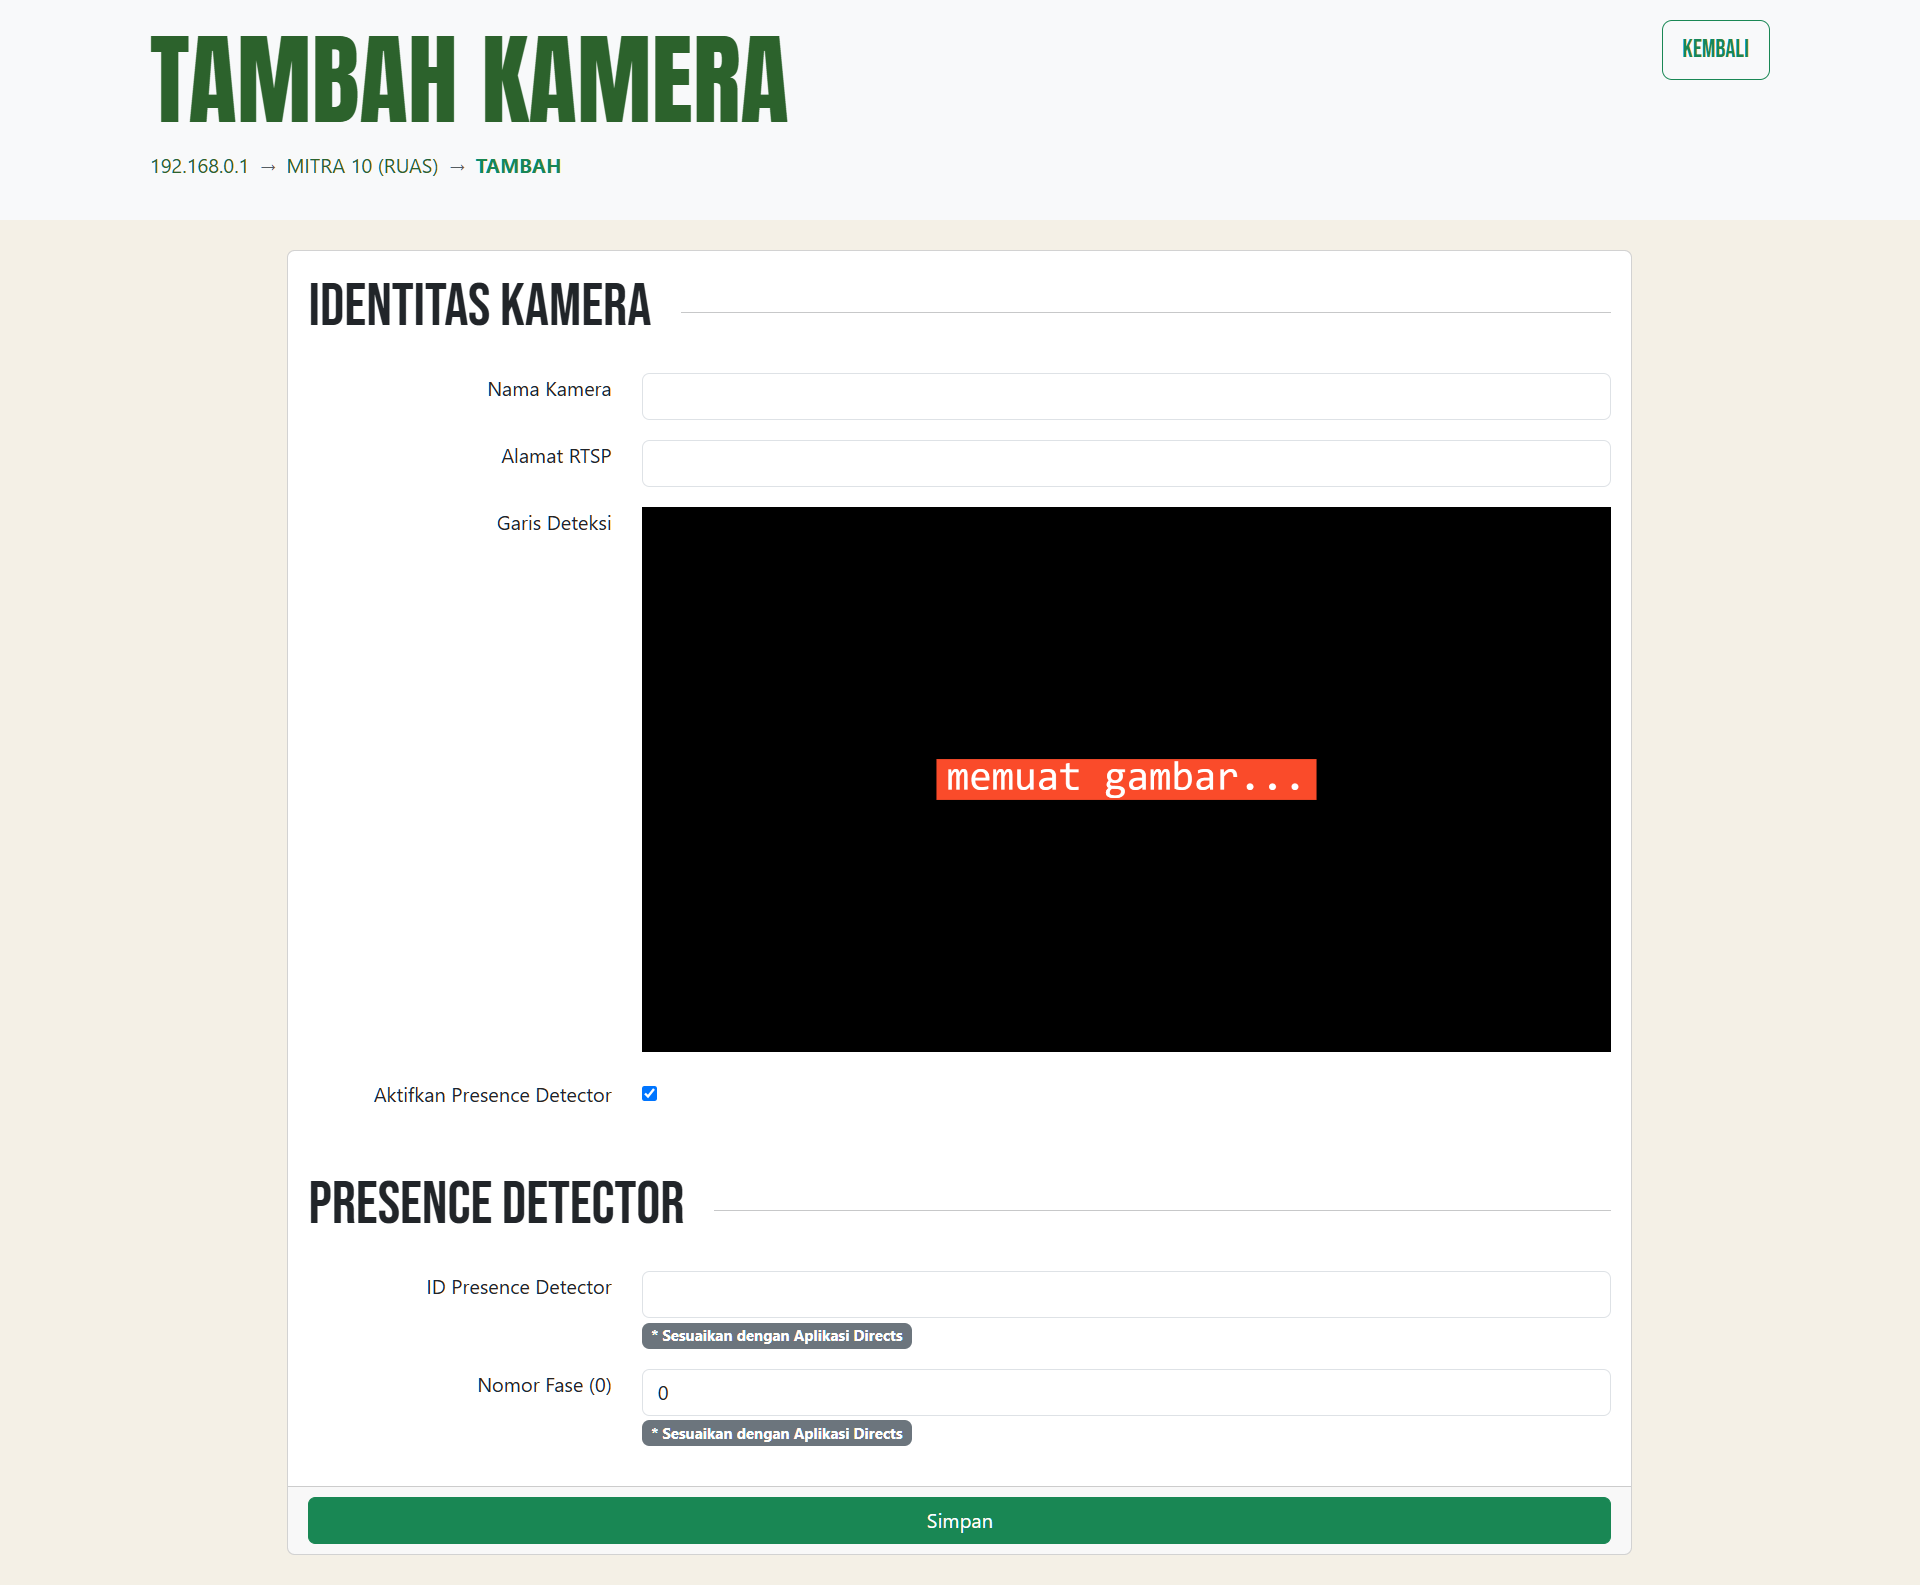 TAMBAH KAMERA
KEMBALI
192.168.0.1 → MITRA 10 (RUAS) → TAMBAH
IDENTITAS KAMERA
Nama Kamera
Alamat RTSP
Garis Deteksi
memuat gambar...
Aktifkan Presence Detector
PRESENCE DETECTOR
ID Presence Detector
* Sesuaikan dengan Aplikasi Directs
Nomor Fase (0)
0
* Sesuaikan dengan Aplikasi Directs
Simpan